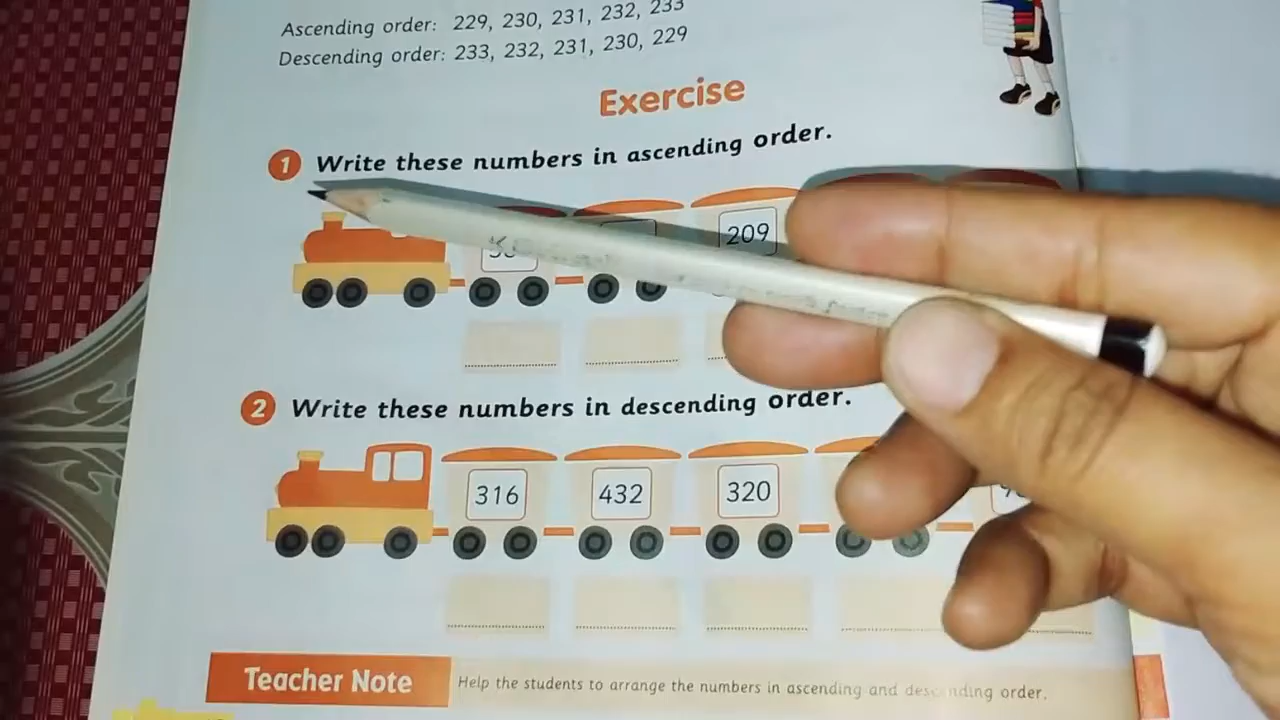 Ascending order: 229, 230, 231, 232, 233
Descending order: 233, 232, 231, 230, 229
Exercise
1 Write these numbers in ascending order.
209
2 Write these numbers in descending order.
316 432 320
Teacher Note Help the students to arrange the numbers in ascending and descending order.